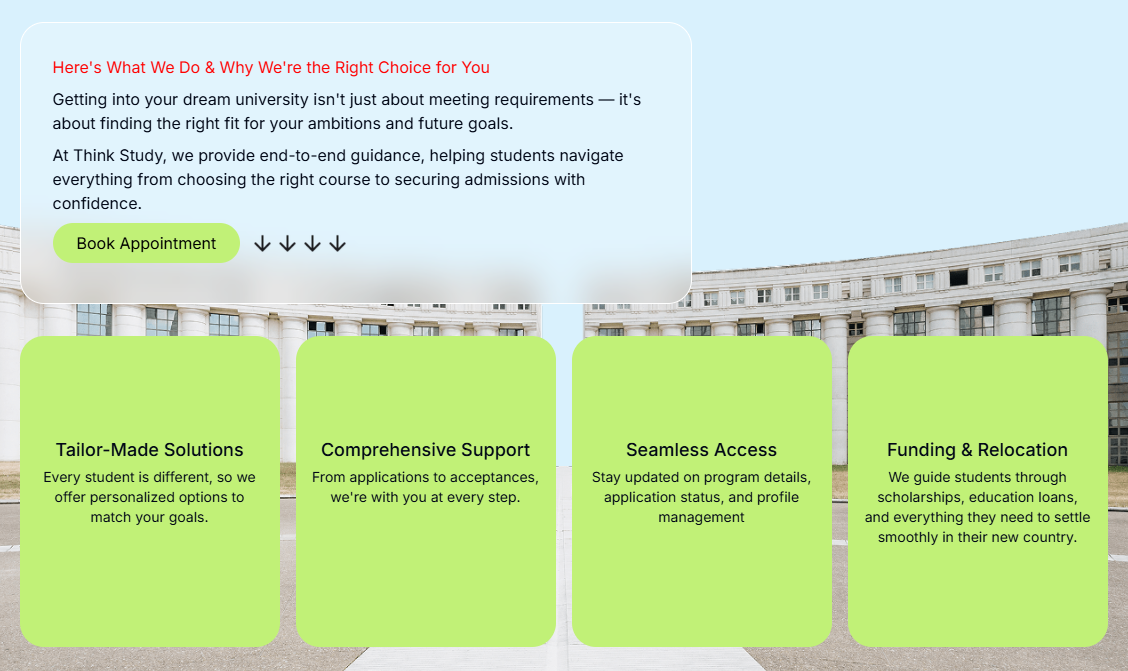 Here's What We Do & Why We're the Right Choice for You
Getting into your dream university isn't just about meeting requirements — it's
about finding the right fit for your ambitions and future goals.
At Think Study, we provide end-to-end guidance, helping students navigate
everything from choosing the right course to securing admissions with
confidence.
Book Appointment ↓ ↓ ↓ ↓
Tailor-Made Solutions
Every student is different, so we
offer personalized options to
match your goals.
Comprehensive Support
From applications to acceptances,
we're with you at every step.
Seamless Access
Stay updated on program details,
application status, and profile
management
Funding & Relocation
We guide students through
scholarships, education loans,
and everything they need to settle
smoothly in their new country.